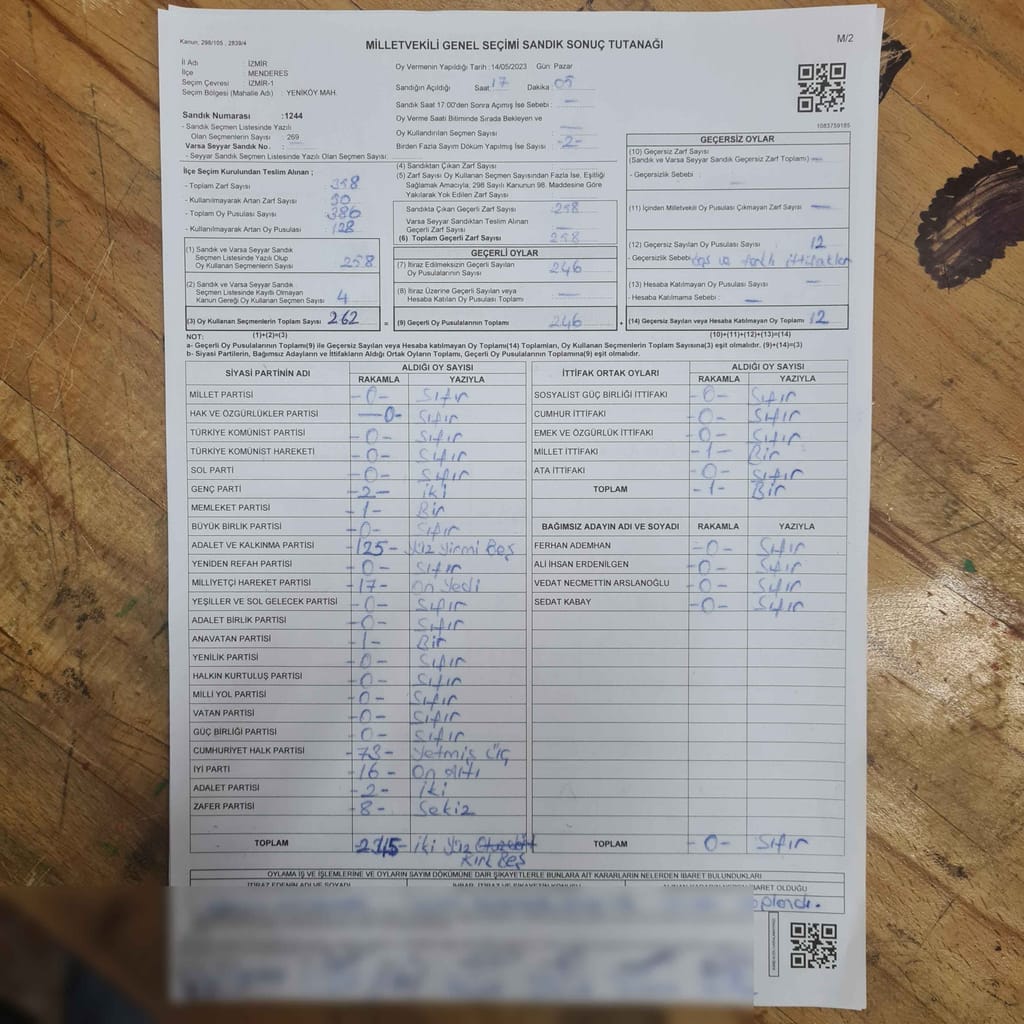 Kanun, 298/105 , 2839/4
MİLLETVEKİLİ GENEL SEÇİMİ SANDIK SONUÇ TUTANAĞI
M/2
İl Adı : İZMİR
İlçe : MENDERES
Seçim Çevresi : İZMİR-1
Seçim Bölgesi (Mahalle Adı) : YENİKÖY MAH.
Sandık Numarası :1244
- Sandık Seçmen Listesinde Yazılı
Olan Seçmenlerin Sayısı : 269
Varsa Seyyar Sandık No. :
- Seyyar Sandık Seçmen Listesinde Yazılı Olan Seçmen Sayısı:
Oy Vermenin Yapıldığı Tarih : 14/05/2023 Gün: Pazar
Sandığın Açıldığı Saat: 17 Dakika 05
Sandık Saat 17:00'den Sonra Açımış İse Sebebi : —
Oy Verme Saati Bitiminde Sırada Bekleyen ve
Oy Kullandırılan Seçmen Sayısı : —
Birden Fazla Sayım Döküm Yapılmış İse Sayısı : -2-
1083759185
İlçe Seçim Kurulundan Teslim Alınan ;
- Toplam Zarf Sayısı
- Kullanılmayarak Artan Zarf Sayısı
- Toplam Oy Pusulası Sayısı 386
- Kullanılmayarak Artan Oy Pusulası 128
(4) Sandıktan Çıkan Zarf Sayısı
(5) Zarf Sayısı Oy Kullanan Seçmen Sayısından Fazla İse, Eşitliği
Sağlamak Amacıyla, 298 Sayılı Kanunun 98. Maddesine Göre
Yakılarak Yok Edilen Zarf Sayısı —
Sandıkta Çıkan Geçerli Zarf Sayısı 258
Varsa Seyyar Sandıktan Teslim Alınan
Geçerli Zarf Sayısı
(6) Toplam Geçerli Zarf Sayısı 258
GEÇERSİZ OYLAR
(10) Geçersiz Zarf Sayısı
(Sandık ve Varsa Seyyar Sandık Geçersiz Zarf Toplamı) —
- Geçersizlik Sebebi : —
(11) İçinden Milletvekili Oy Pusulası Çıkmayan Zarf Sayısı —
(12) Geçersiz Sayılan Oy Pusulası Sayısı 12
- Geçersizlik Sebebi boş ve farklı ittifaklar
(13) Hesaba Katılmayan Oy Pusulası Sayısı —
- Hesaba Katılmama Sebebi : —
(14) Geçersiz Sayılan veya Hesaba Katılmayan Oy Toplamı 12
(10)+(11)+(12)+(13)=(14)
(1) Sandık ve Varsa Seyyar Sandık
Seçmen Listesinde Yazılı Olup
Oy Kullanan Seçmenlerin Sayısı 258
(2) Sandık ve Varsa Seyyar Sandık
Seçmen Listesinde Kayıtlı Olmayan
Kanun Gereği Oy Kullanan Seçmen Sayısı 4
(3) Oy Kullanan Seçmenlerin Toplam Sayısı 262 =
(1)+(2)=(3)
GEÇERLİ OYLAR
(7) İtiraz Edilmeksizin Geçerli Sayılan
Oy Pusulalarının Sayısı 246
(8) İtiraz Üzerine Geçerli Sayılan veya
Hesaba Katılan Oy Pusulası Toplamı —
(9) Geçerli Oy Pusulalarının Toplamı 246 +
NOT:
a- Geçerli Oy Pusulalarının Toplamı(9) ile Geçersiz Sayılan veya Hesaba Katılmayan Oy Toplamı(14) Toplamları, Oy Kullanan Seçmenlerin Toplam Sayısına(3) eşit olmalıdır. (9)+(14)=(3)
b- Siyasi Partilerin, Bağımsız Adayların ve İttifakların Aldığı Ortak Oyların Toplamı, Geçerli Oy Pusulalarının Toplamına(9) eşit olmalıdır.
SİYASİ PARTİNİN ADI ALDIĞI OY SAYISI
RAKAMLA YAZIYLA
MİLLET PARTİSİ -0- Sıfır
HAK VE ÖZGÜRLÜKLER PARTİSİ —0- Sıfır
TÜRKİYE KOMÜNİST PARTİSİ -0- Sıfır
TÜRKİYE KOMÜNİST HAREKETİ -0- Sıfır
SOL PARTİ -0- Sıfır
GENÇ PARTİ -2- iki
MEMLEKET PARTİSİ -1- Bir
BÜYÜK BİRLİK PARTİSİ -0- Sıfır
ADALET VE KALKINMA PARTİSİ -125- Yüz Yirmi Beş
YENİDEN REFAH PARTİSİ -0- Sıfır
MİLLİYETÇİ HAREKET PARTİSİ -17- On Yedi
YEŞİLLER VE SOL GELECEK PARTİSİ -0- Sıfır
ADALET BİRLİK PARTİSİ -0- Sıfır
ANAVATAN PARTİSİ -1- Bir
YENİLİK PARTİSİ -0- Sıfır
HALKIN KURTULUŞ PARTİSİ -0- Sıfır
MİLLİ YOL PARTİSİ -0- Sıfır
VATAN PARTİSİ -0- Sıfır
GÜÇ BİRLİĞİ PARTİSİ -0- Sıfır
CUMHURİYET HALK PARTİSİ -73- Yetmiş Üç
İYİ PARTİ -16- On altı
ADALET PARTİSİ -2- İki
ZAFER PARTİSİ -8- Sekiz
TOPLAM iki Yüz
Kırk Beş
İTTİFAK ORTAK OYLARI ALDIĞI OY SAYISI
RAKAMLA YAZIYLA
SOSYALİST GÜÇ BİRLİĞİ İTTİFAKI -0- Sıfır
CUMHUR İTTİFAKI -0- Sıfır
EMEK VE ÖZGÜRLÜK İTTİFAKI -0- Sıfır
MİLLET İTTİFAKI -1- Bir
ATA İTTİFAKI -0- Sıfır
TOPLAM -1- Bir
BAĞIMSIZ ADAYIN ADI VE SOYADI RAKAMLA YAZIYLA
FERHAN ADEMHAN -0- Sıfır
ALİ İHSAN ERDENİLGEN -0- Sıfır
VEDAT NECMETTİN ARSLANOĞLU -0- Sıfır
SEDAT KABAY -0- Sıfır
TOPLAM -0- Sıfır
OYLAMA İŞ VE İŞLEMLERİNE VE OYLARIN SAYIM DÖKÜMÜNE DAİR ŞİKAYETLERLE BUNLARA AİT KARARLARIN NELERDEN İBARET BULUNDUKLARI